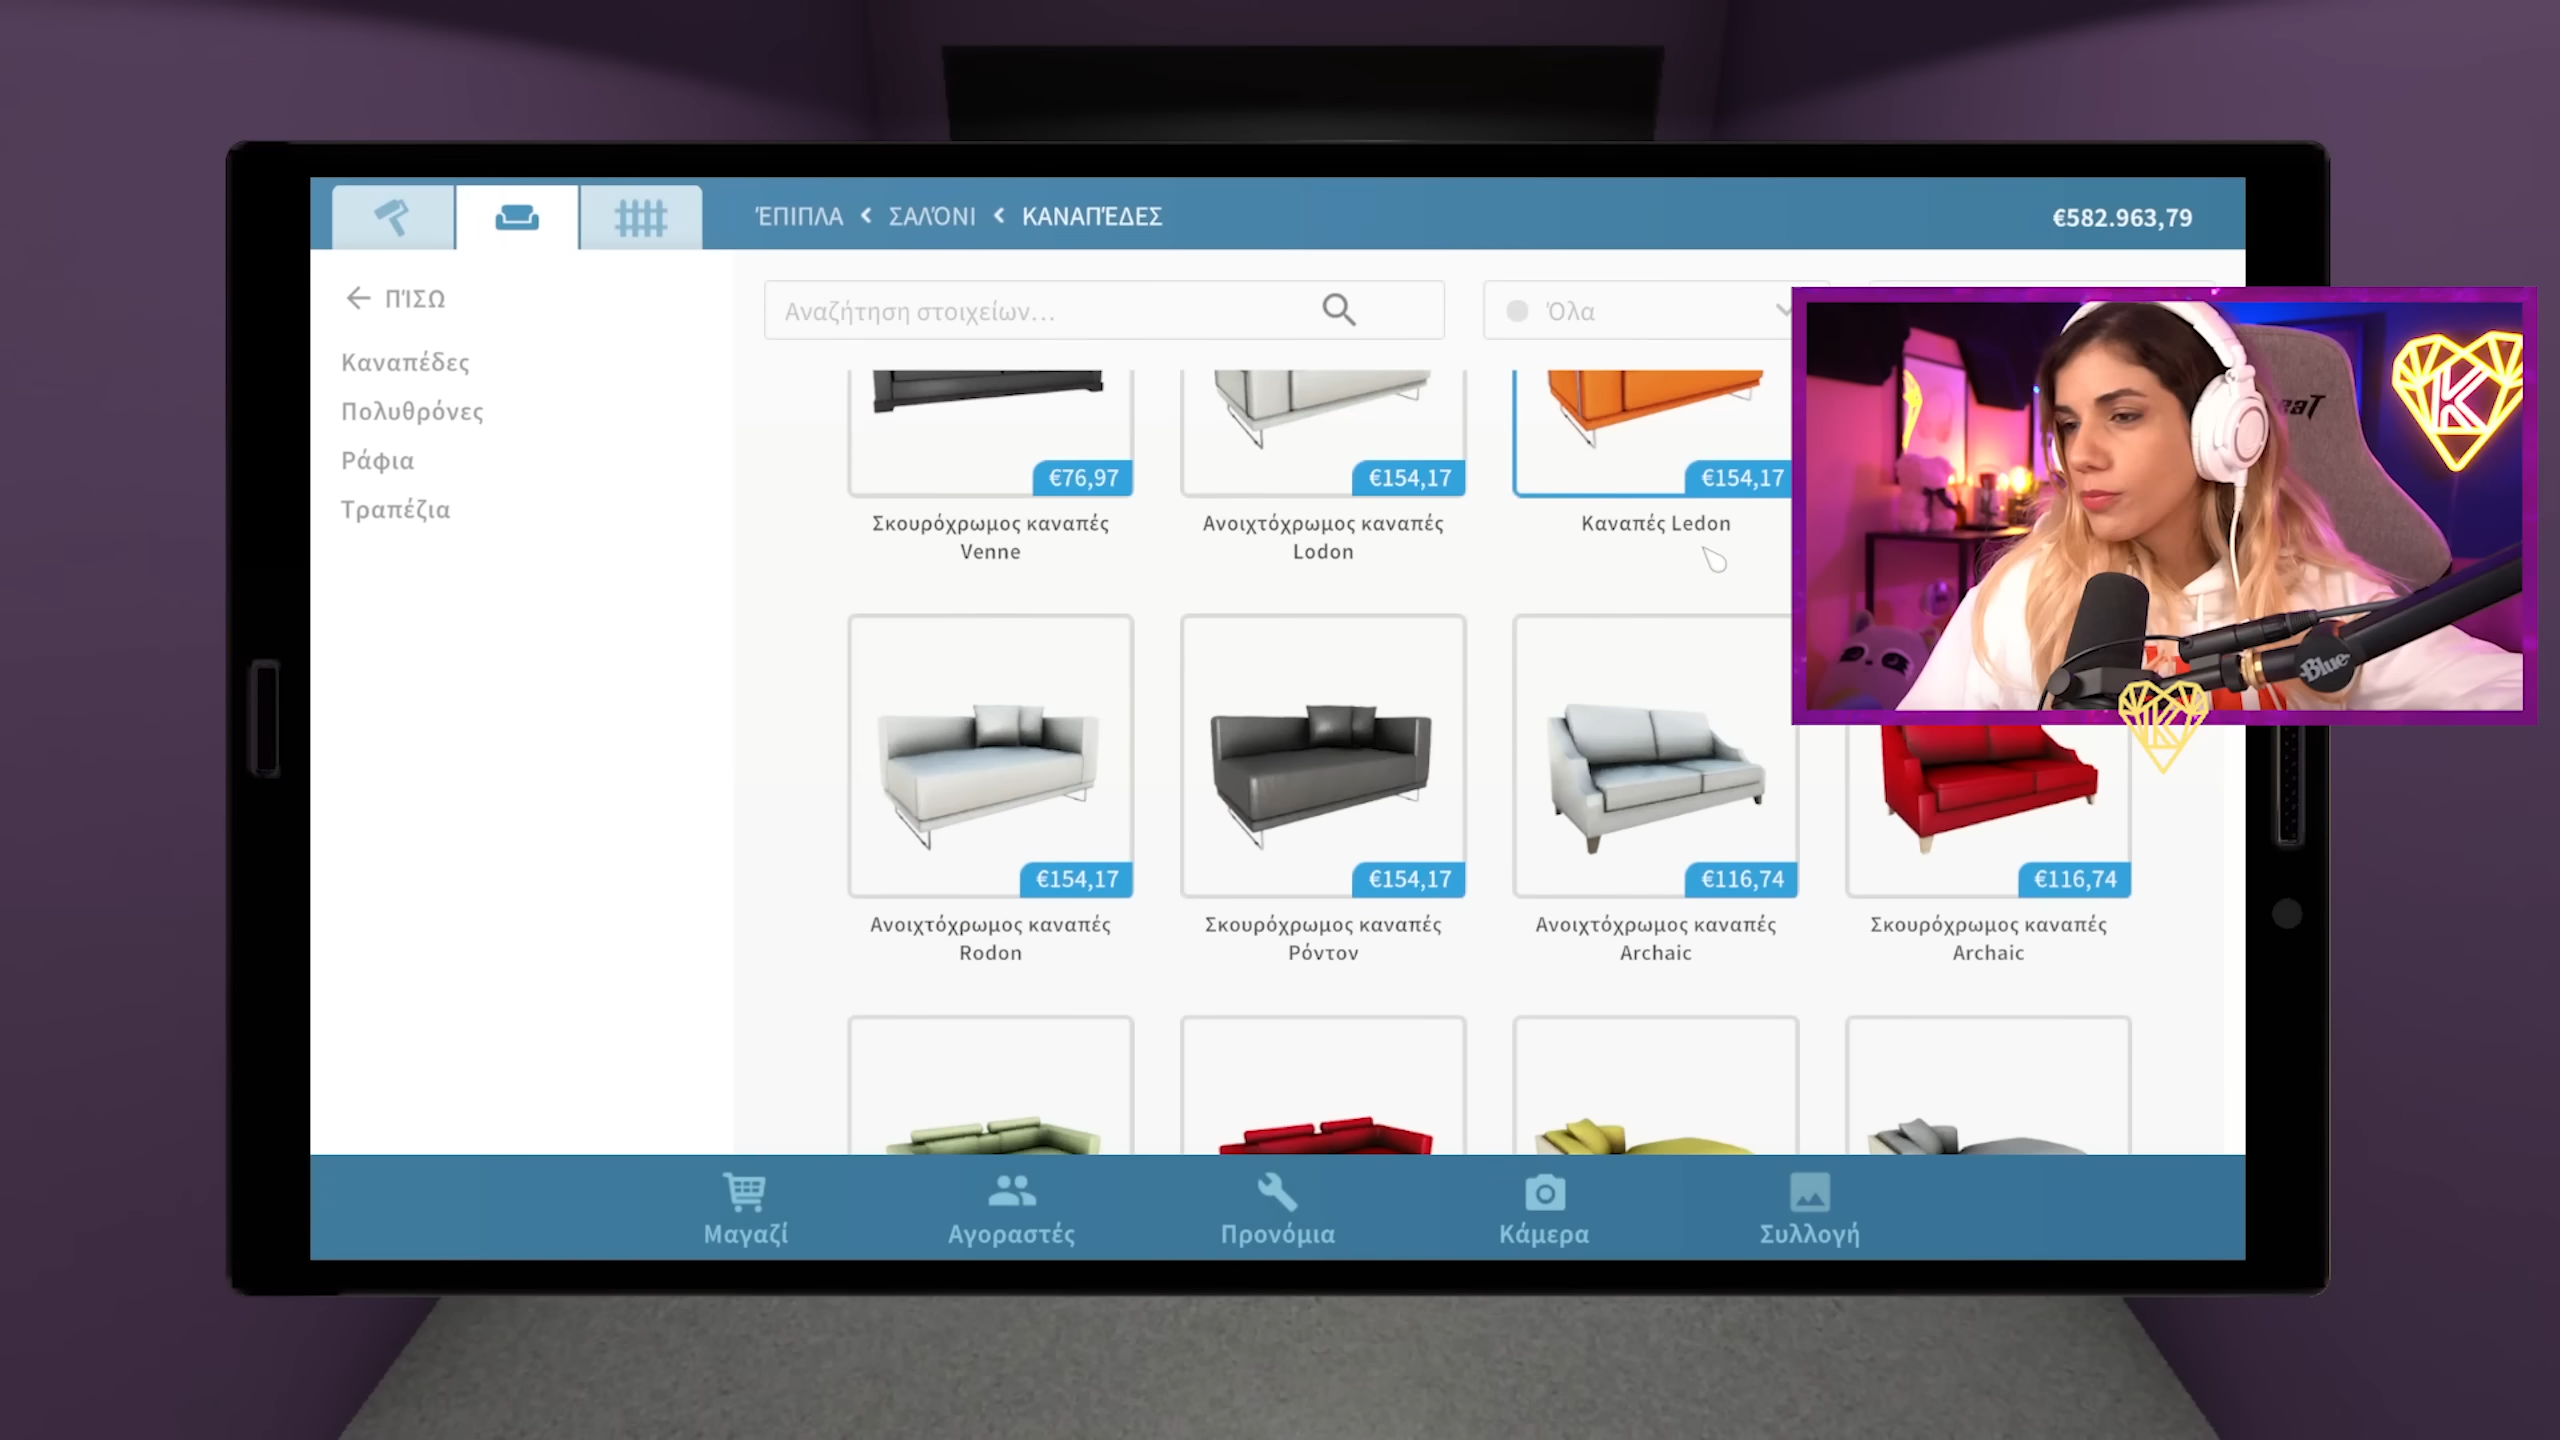 ΈΠΙΠΛΑ < ΣΑΛΌΝΙ < ΚΑΝΑΠΈΔΕΣ
€582.963,79
ΠΊΣΩ
Αναζήτηση στοιχείων...
Όλα
Καναπέδες
Πολυθρόνες
Ράφια
Τραπέζια
€76,97
€154,17
€154,17
Σκουρόχρωμος καναπές
Venne
Ανοιχτόχρωμος καναπές
Lodon
Καναπές Ledon
€154,17
€154,17
€116,74
€116,74
Ανοιχτόχρωμος καναπές
Rodon
Σκουρόχρωμος καναπές
Ρόντον
Ανοιχτόχρωμος καναπές
Archaic
Σκουρόχρωμος καναπές
Archaic
Μαγαζί
Αγοραστές
Προνόμια
Κάμερα
Συλλογή
K
Blue
K